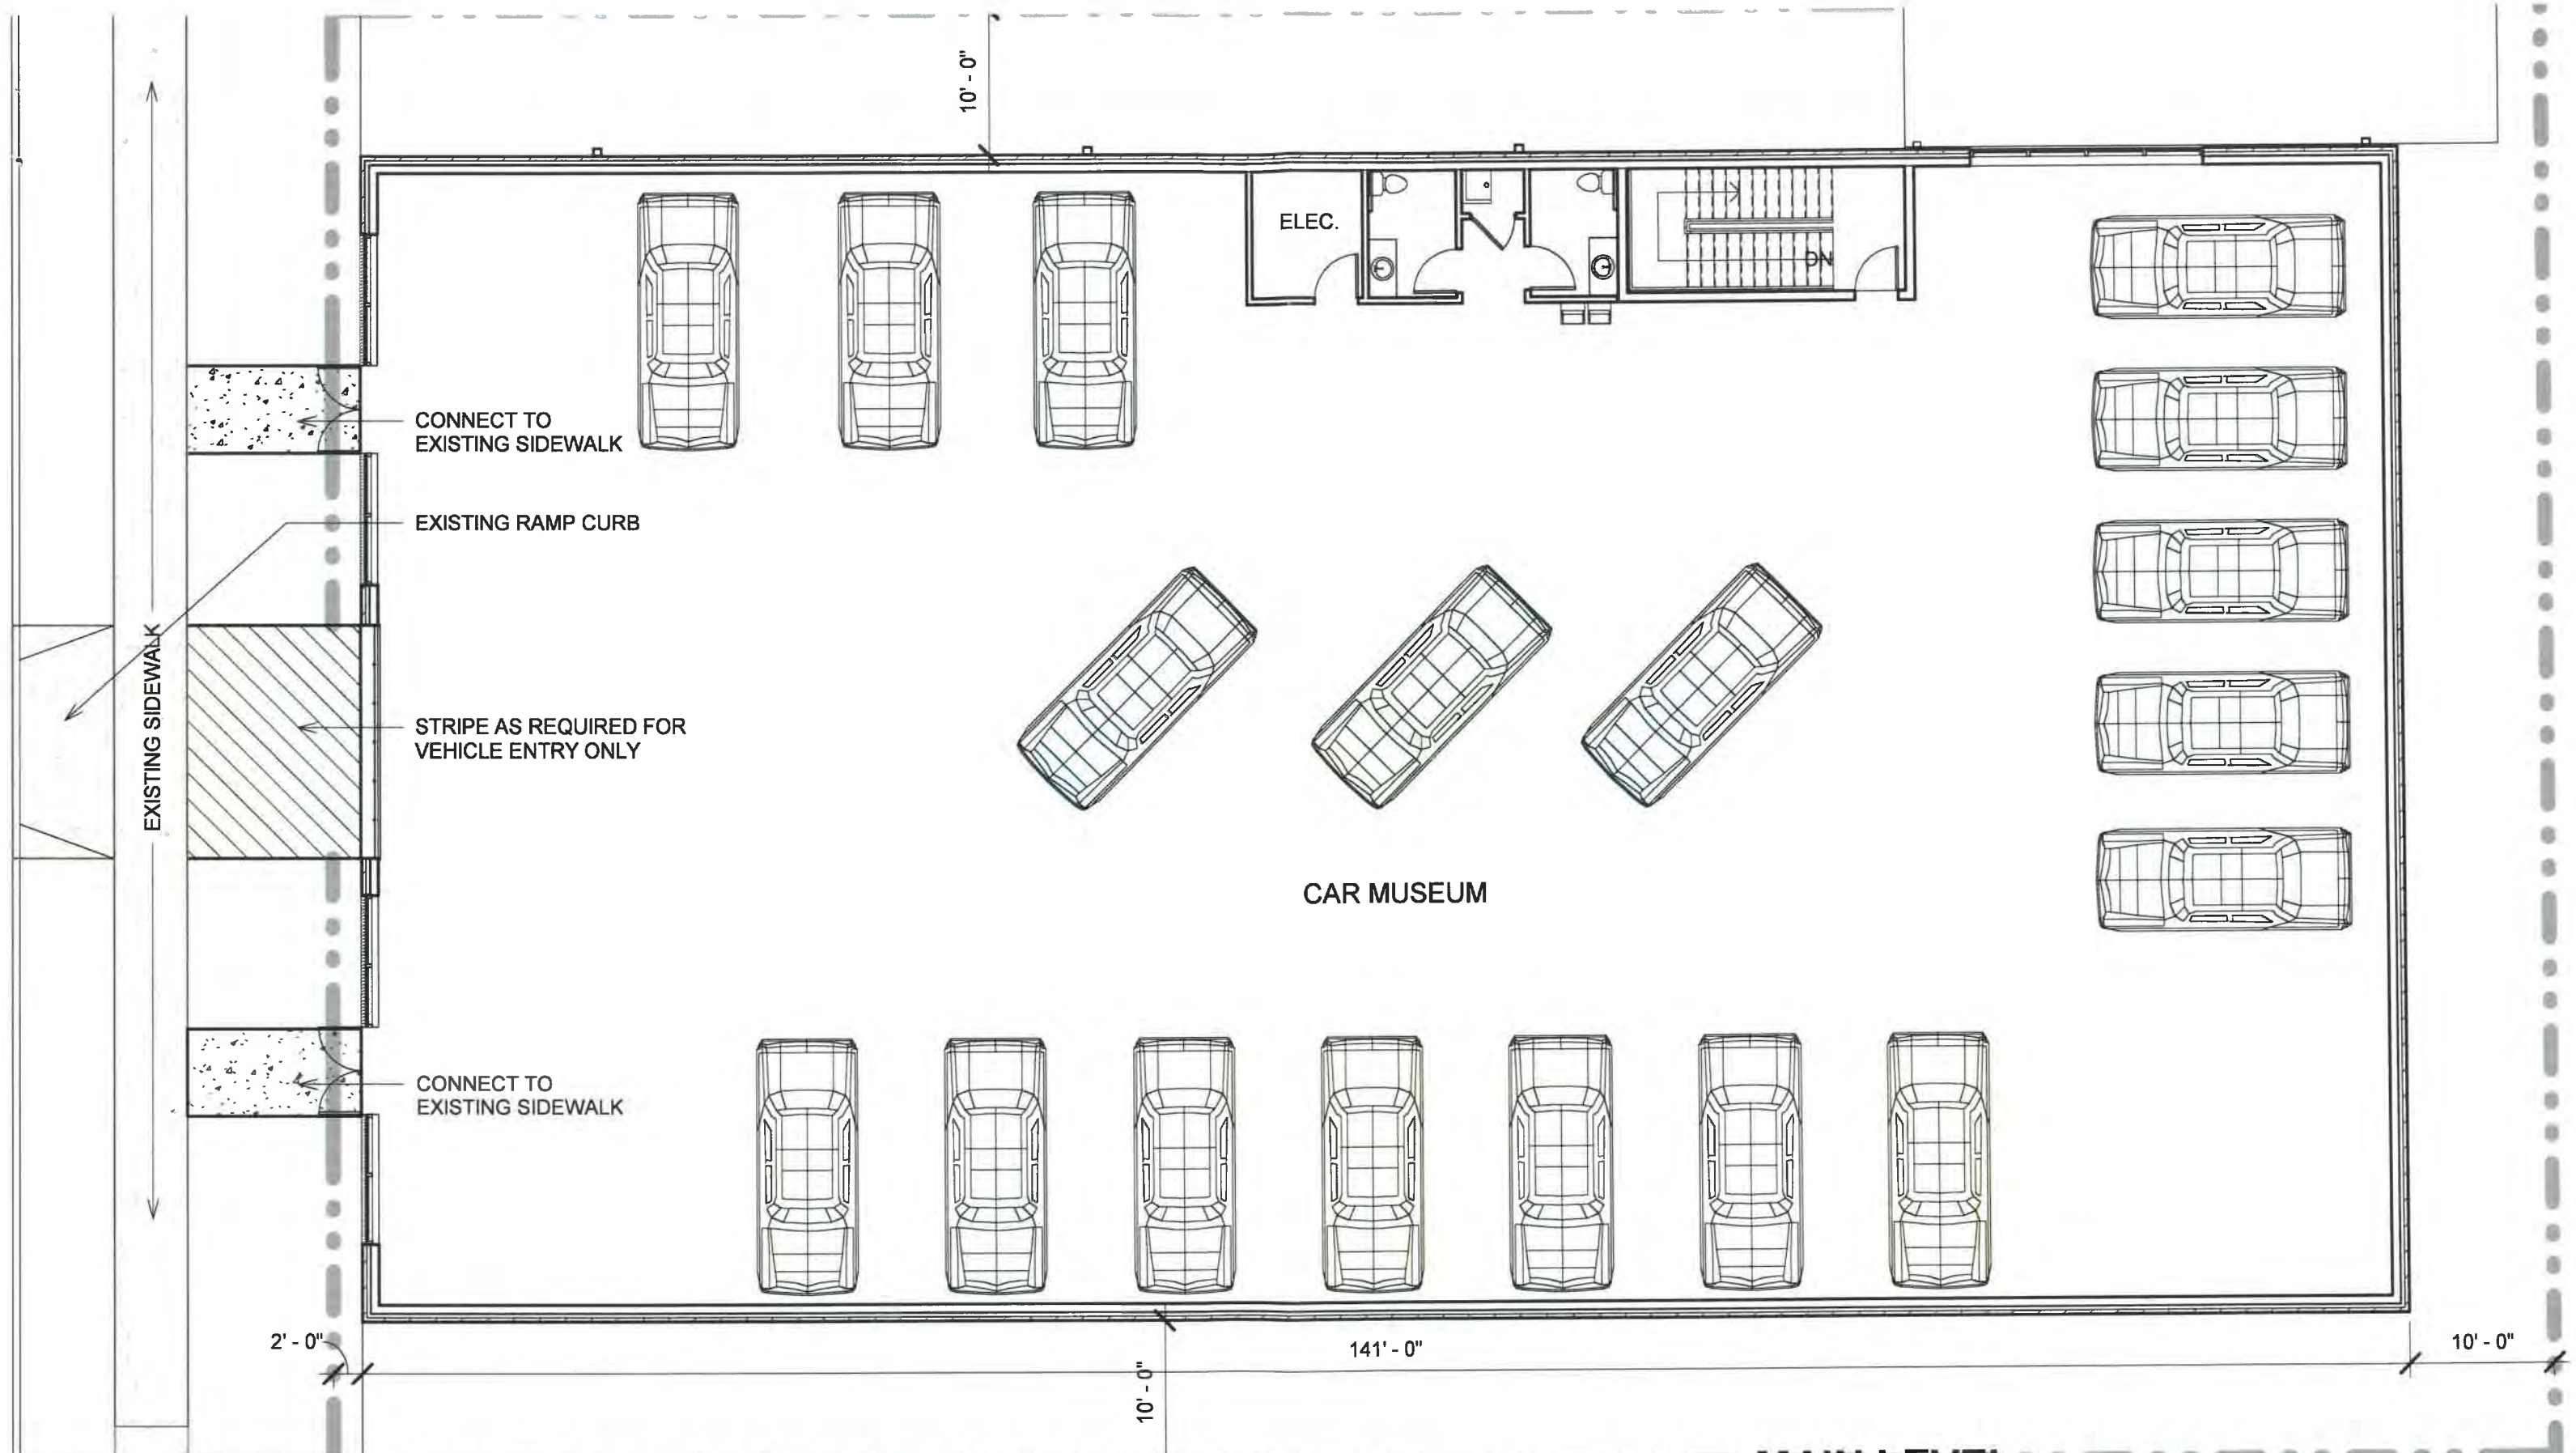 10' - 0"
ELEC.
DN
CONNECT TO
EXISTING SIDEWALK
EXISTING RAMP CURB
EXISTING SIDEWALK
STRIPE AS REQUIRED FOR
VEHICLE ENTRY ONLY
CAR MUSEUM
CONNECT TO
EXISTING SIDEWALK
2' - 0"
141' - 0"
10' - 0"
10' - 0"